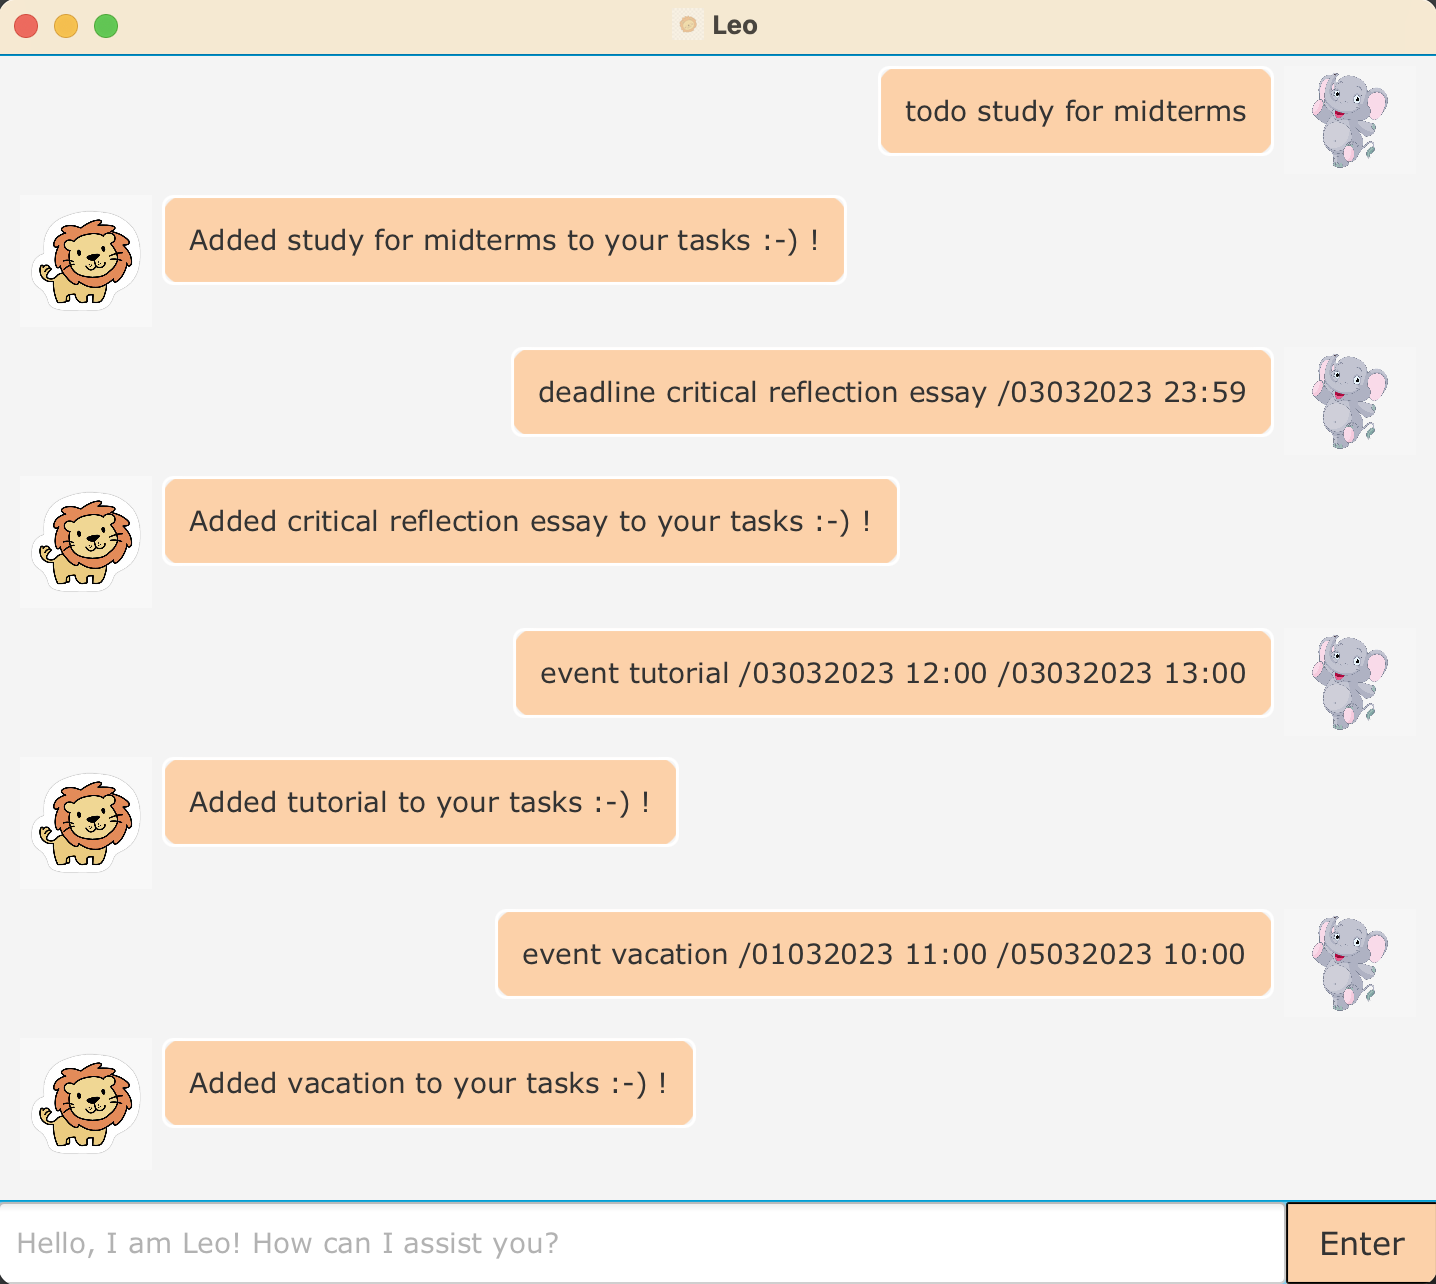 Leo
todo study for midterms
Added study for midterms to your tasks :-) !
deadline critical reflection essay /03032023 23:59
Added critical reflection essay to your tasks :-) !
event tutorial /03032023 12:00 /03032023 13:00
Added tutorial to your tasks :-) !
event vacation /01032023 11:00 /05032023 10:00
Added vacation to your tasks :-) !
Hello, I am Leo! How can I assist you?
Enter